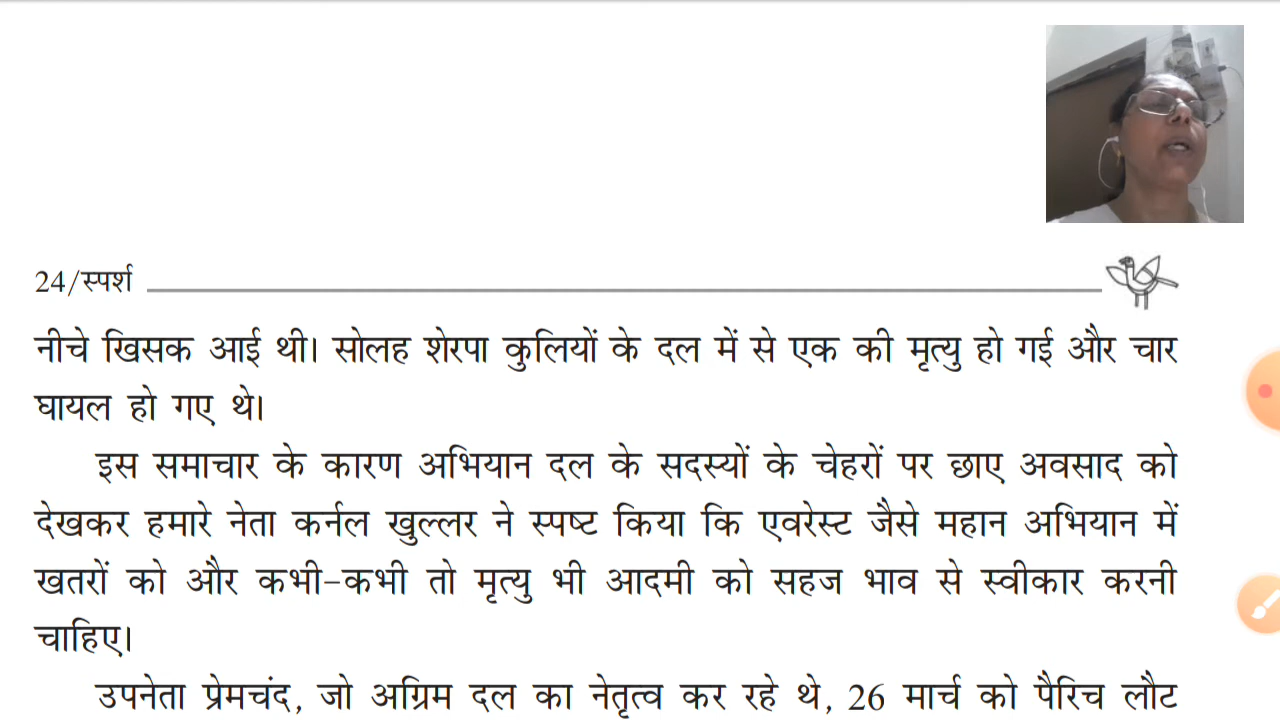 24/स्पर्श
नीचे खिसक आई थी। सोलह शेरपा कुलियों के दल में से एक की मृत्यु हो गई और चार
घायल हो गए थे।
इस समाचार के कारण अभियान दल के सदस्यों के चेहरों पर छाए अवसाद को
देखकर हमारे नेता कर्नल खुल्लर ने स्पष्ट किया कि एवरेस्ट जैसे महान अभियान में
खतरों को और कभी-कभी तो मृत्यु भी आदमी को सहज भाव से स्वीकार करनी
चाहिए।
उपनेता प्रेमचंद, जो अग्रिम दल का नेतृत्व कर रहे थे, 26 मार्च को पैरिच लौट